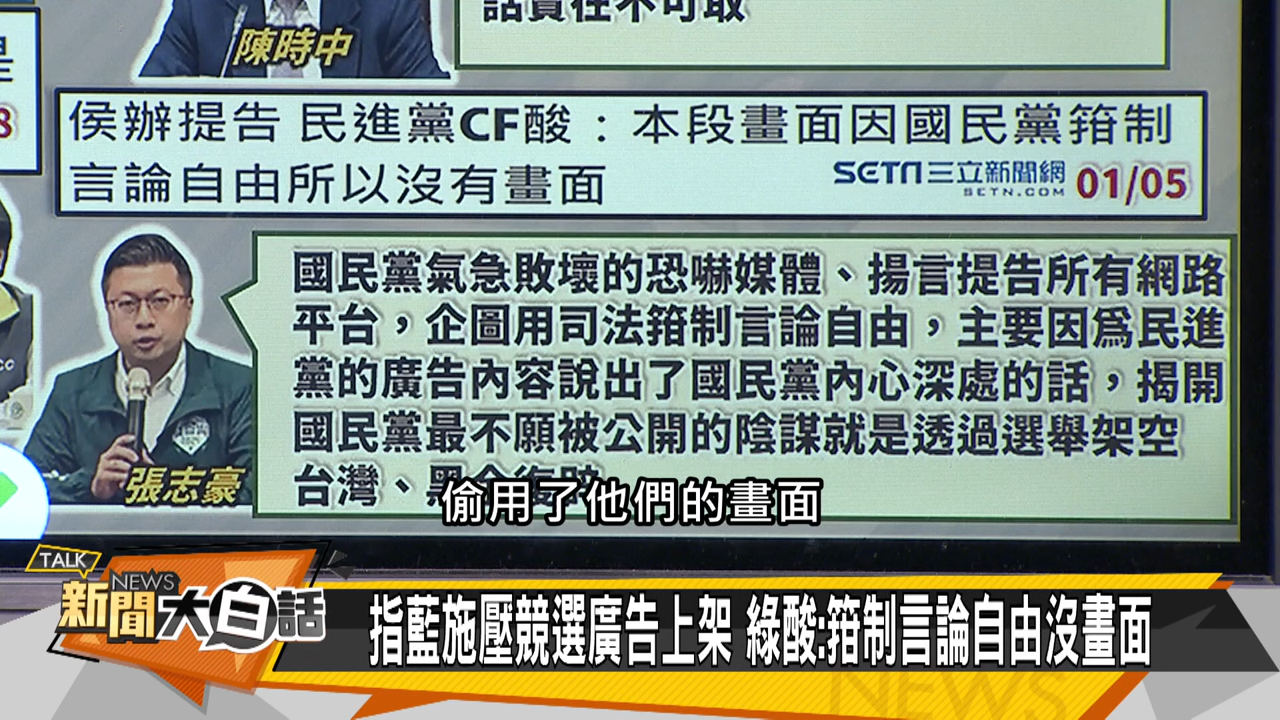 話實在不可取
陳時中
8
侯辦提告 民進黨CF酸：本段畫面因國民黨箝制
言論自由所以沒有畫面
SETN三立新聞網
SETN.COM
01/05
國民黨氣急敗壞的恐嚇媒體、揚言提告所有網路
平台，企圖用司法箝制言論自由，主要因為民進
黨的廣告內容說出了國民黨內心深處的話，揭開
國民黨最不願被公開的陰謀就是透過選舉架空
台灣、黑金復辟
張志豪
偷用了他們的畫面
TALK
NEWS
新聞大白話
指藍施壓競選廣告上架 綠酸:箝制言論自由沒畫面
NEWS